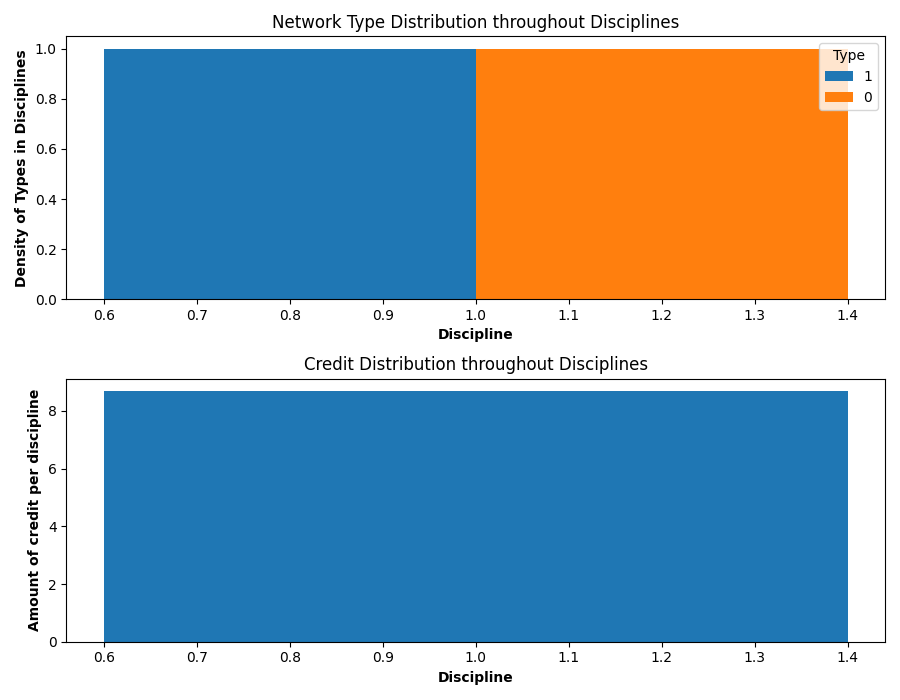 Network Type Distribution throughout Disciplines
Density of Types in Disciplines
1.0
0.8
0.6
0.4
0.2
0.0
Type
1
0
0.6 0.7 0.8 0.9 1.0 1.1 1.2 1.3 1.4
Discipline
Credit Distribution throughout Disciplines
Amount of credit per discipline
8
6
4
2
0
0.6 0.7 0.8 0.9 1.0 1.1 1.2 1.3 1.4
Discipline